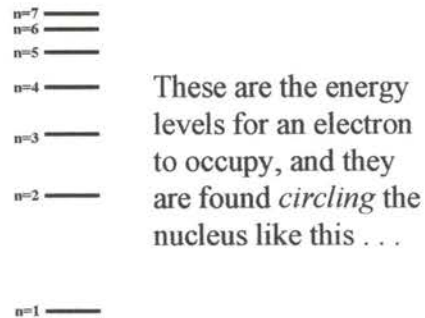 n=7
n=6
n=5
n=4
n=3
n=2
n=1
These are the energy
levels for an electron
to occupy, and they
are found circling the
nucleus like this . . .